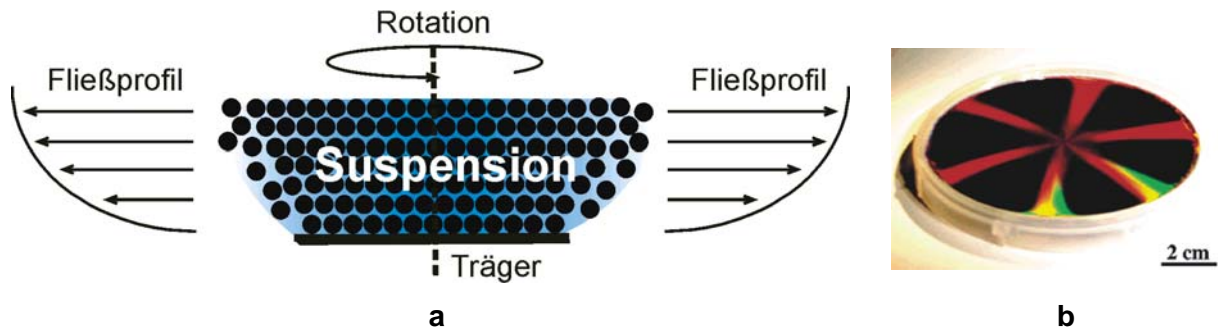 Rotation
Fließprofil
Fließprofil
Suspension
Träger
2 cm
a
b